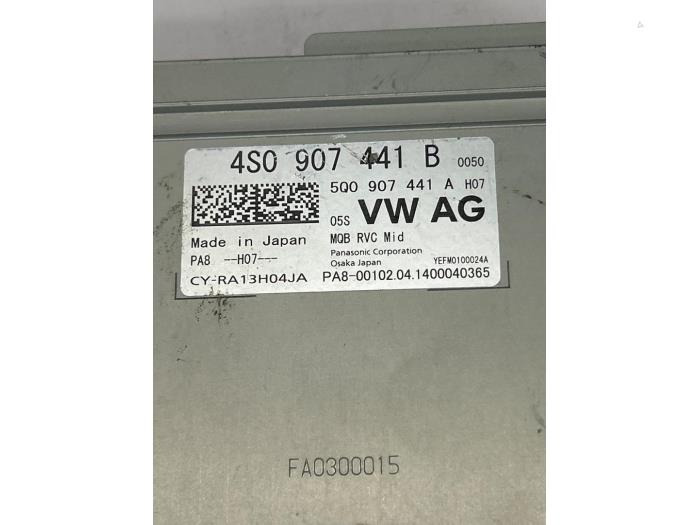 4S0 907 441 B 0050
5Q0 907 441 A H07
05S VW AG
Made in Japan MQB RVC Mid
PA8 --H07--- Panasonic Corporation
Osaka Japan YEFM0100024A
CY-RA13H04JA PA8-00102.04.1400040365
FA0300015